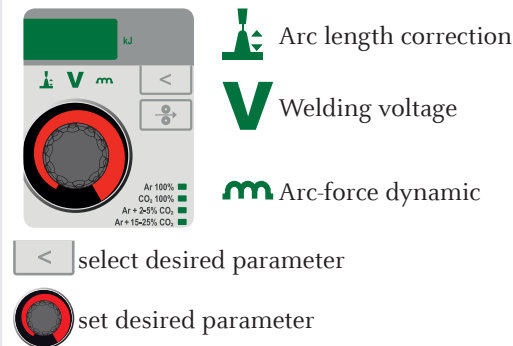 kJ
V
<
Ar 100%
CO₂ 100%
Ar + 2-5% CO₂
Ar + 15-25% CO₂
Arc length correction
V Welding voltage
Arc-force dynamic
< select desired parameter
set desired parameter